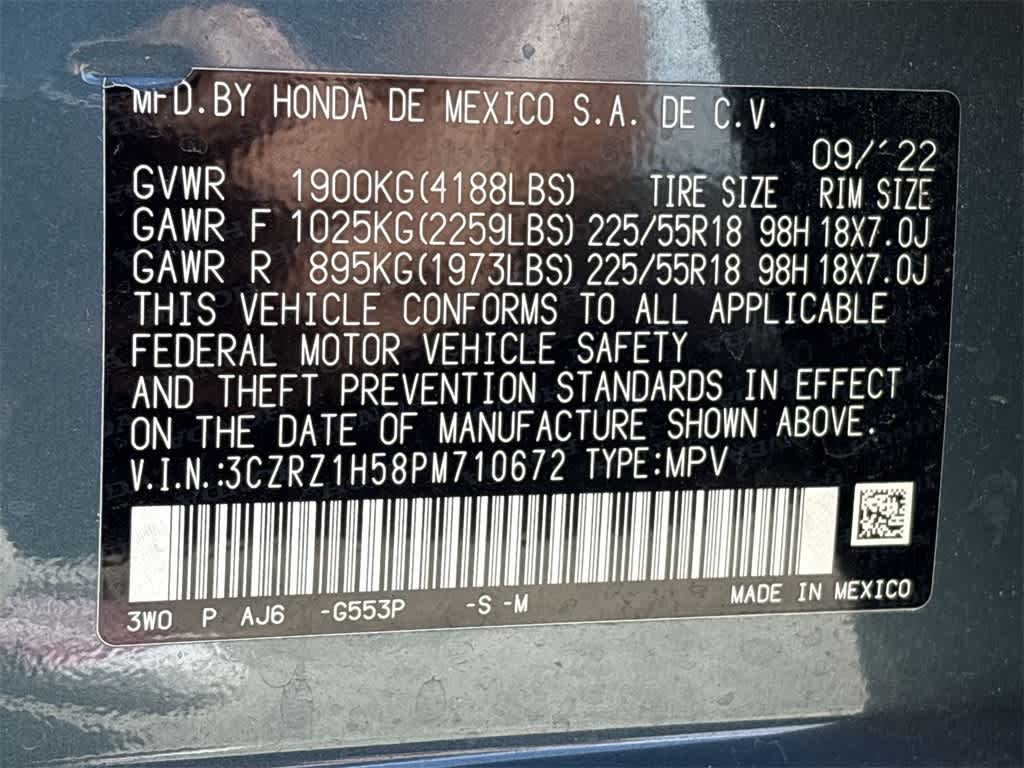 MFD.BY HONDA DE MEXICO S.A. DE C.V.
09/'22
GVWR 1900KG(4188LBS) TIRE SIZE RIM SIZE
GAWR F 1025KG(2259LBS) 225/55R18 98H 18X7.0J
GAWR R 895KG(1973LBS) 225/55R18 98H 18X7.0J
THIS VEHICLE CONFORMS TO ALL APPLICABLE
FEDERAL MOTOR VEHICLE SAFETY
AND THEFT PREVENTION STANDARDS IN EFFECT
ON THE DATE OF MANUFACTURE SHOWN ABOVE.
V.I.N.:3CZRZ1H58PM710672 TYPE:MPV
MADE IN MEXICO
3W0 P AJ6 -G553P -S -M